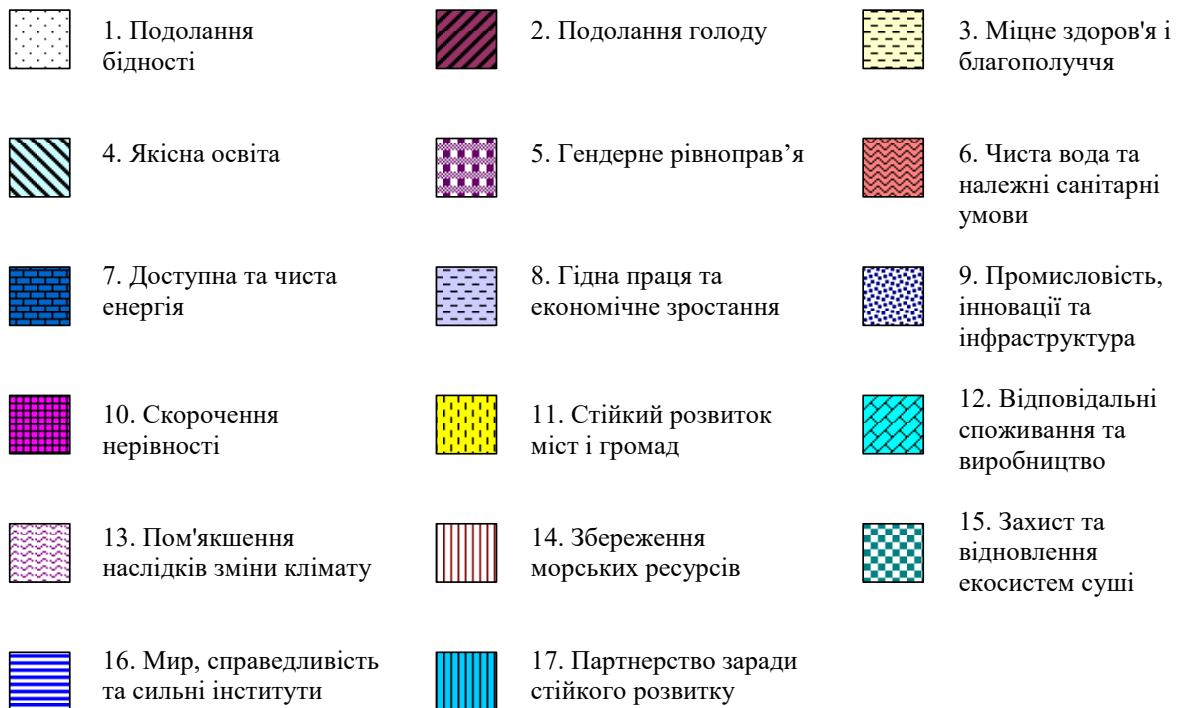 1. Подолання
бідності
2. Подолання голоду
3. Міцне здоров'я і
благополуччя
4. Якісна освіта
5. Гендерне рівноправ’я
6. Чиста вода та
належні санітарні
умови
7. Доступна та чиста
енергія
8. Гідна праця та
економічне зростання
9. Промисловість,
інновації та
інфраструктура
10. Скорочення
нерівності
11. Стійкий розвиток
міст і громад
12. Відповідальні
споживання та
виробництво
13. Пом'якшення
наслідків зміни клімату
14. Збереження
морських ресурсів
15. Захист та
відновлення
екосистем суші
16. Мир, справедливість
та сильні інститути
17. Партнерство заради
стійкого розвитку